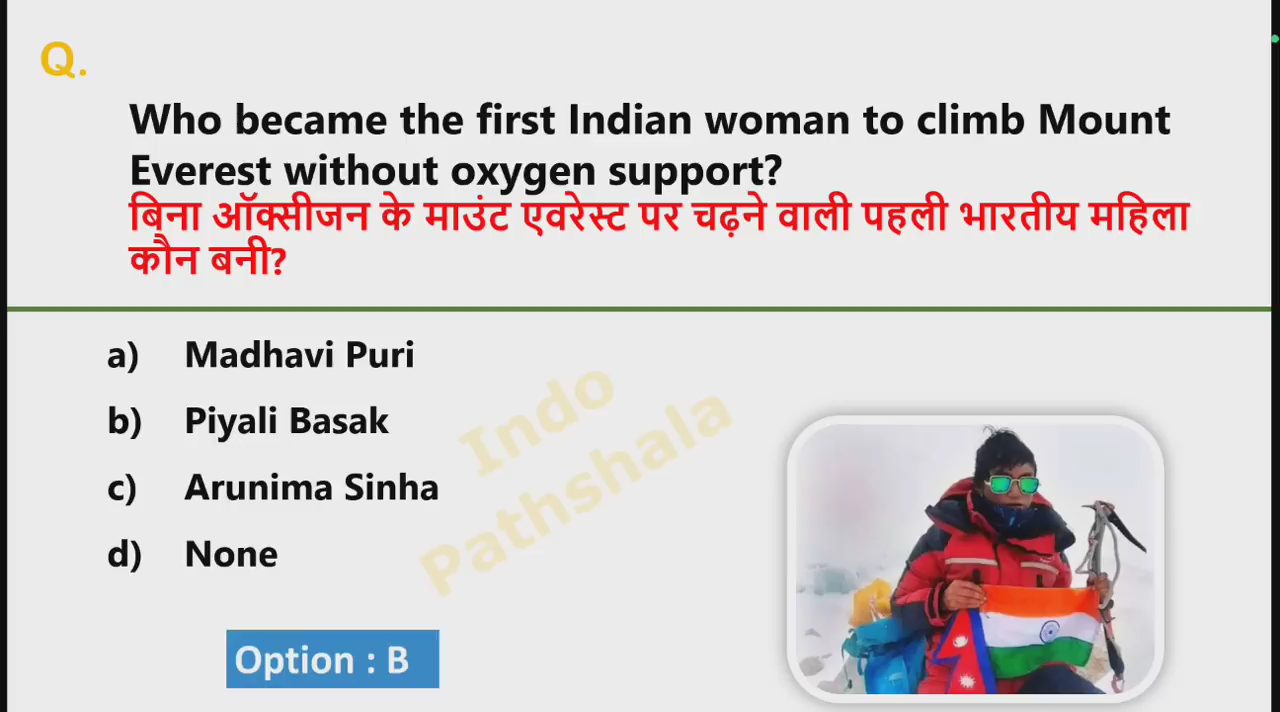 Q.
Who became the first Indian woman to climb Mount
Everest without oxygen support?
बिना ऑक्सीजन के माउंट एवरेस्ट पर चढ़ने वाली पहली भारतीय महिला
कौन बनी?
a) Madhavi Puri
b) Piyali Basak
c) Arunima Sinha
d) None
Indo
Pathshala
Option : B